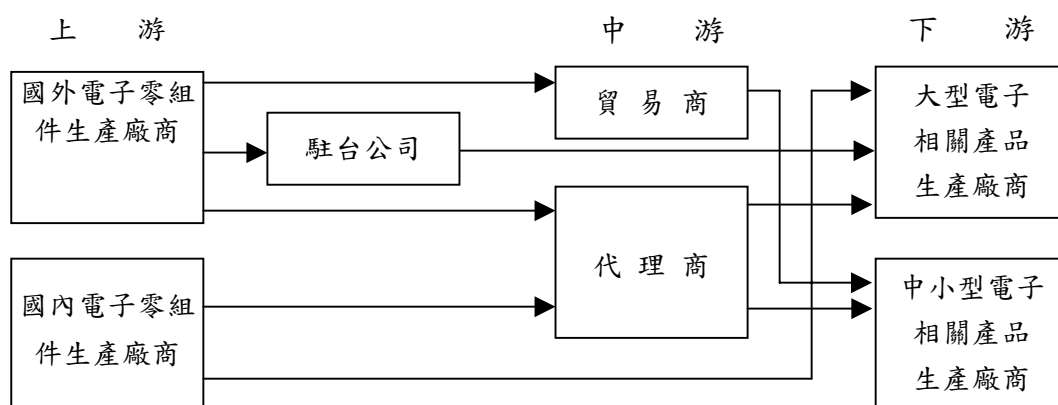 上 游 中 游 下 游
國外電子零組
件生產廠商
駐台公司
貿易商
代理商
大型電子
相關產品
生產廠商
國內電子零組
件生產廠商
中小型電子
相關產品
生產廠商